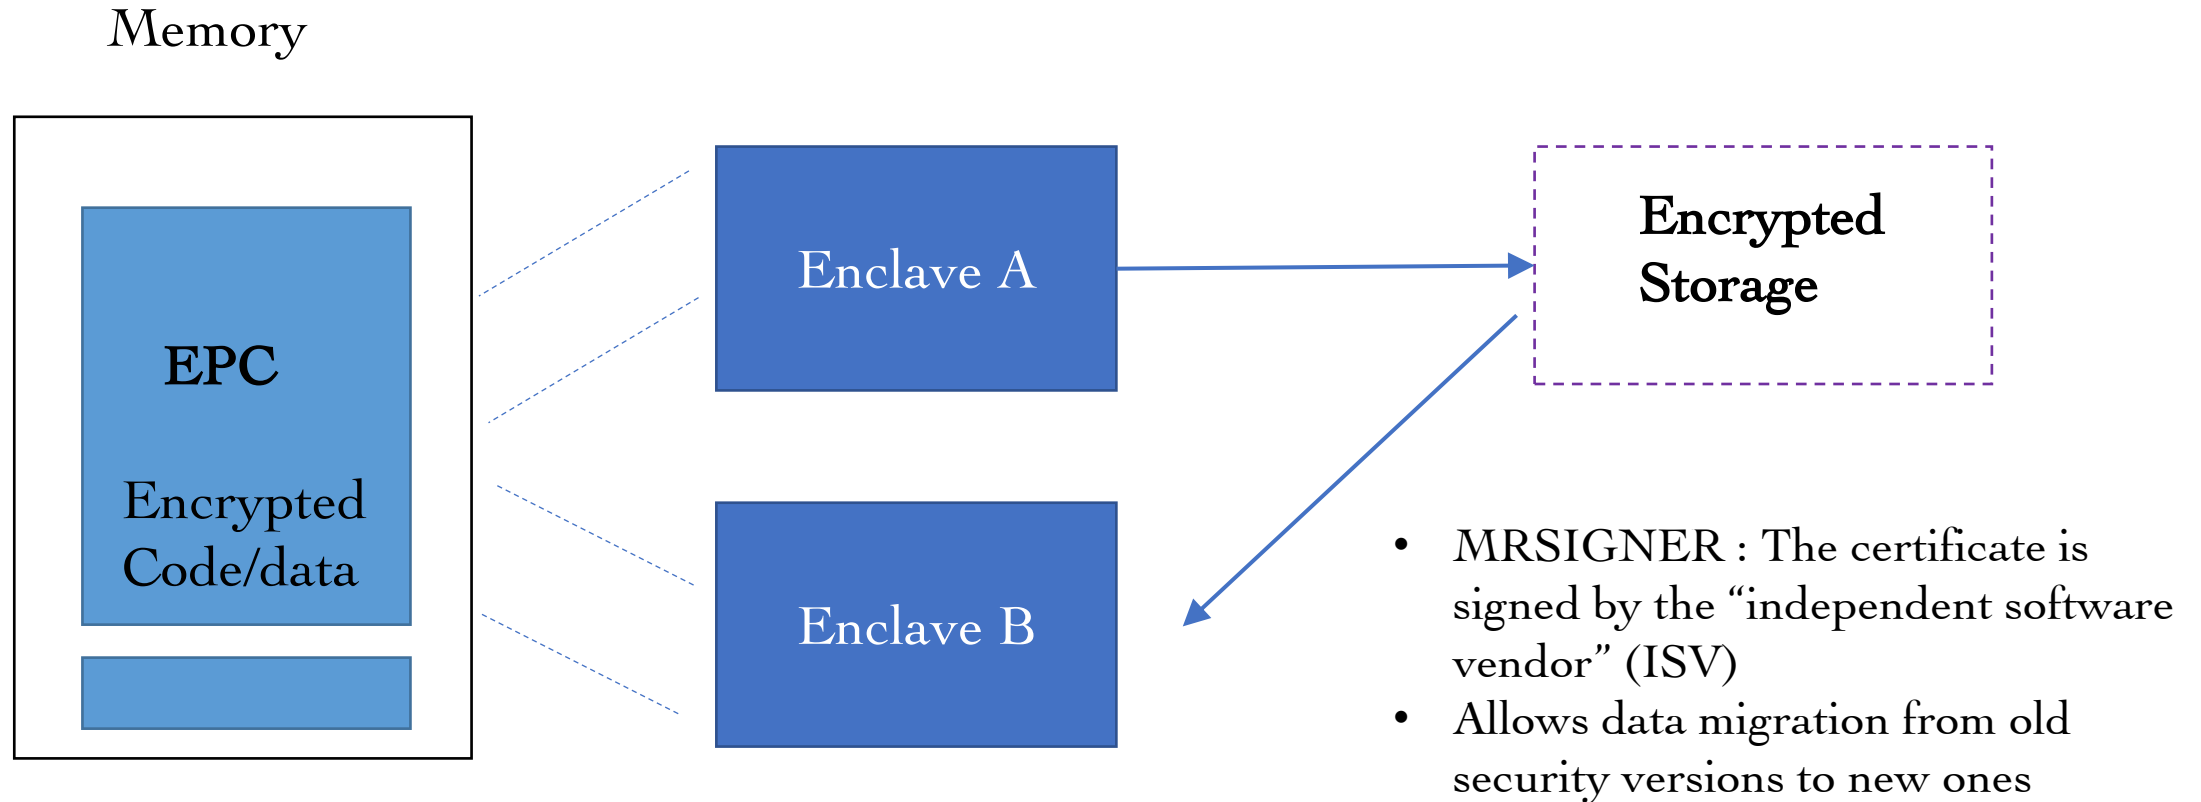 Memory
EPC
Encrypted
Code/data
Enclave A
Enclave B
Encrypted
Storage
• MRSIGNER : The certificate is
signed by the “independent software
vendor” (ISV)
• Allows data migration from old
security versions to new ones